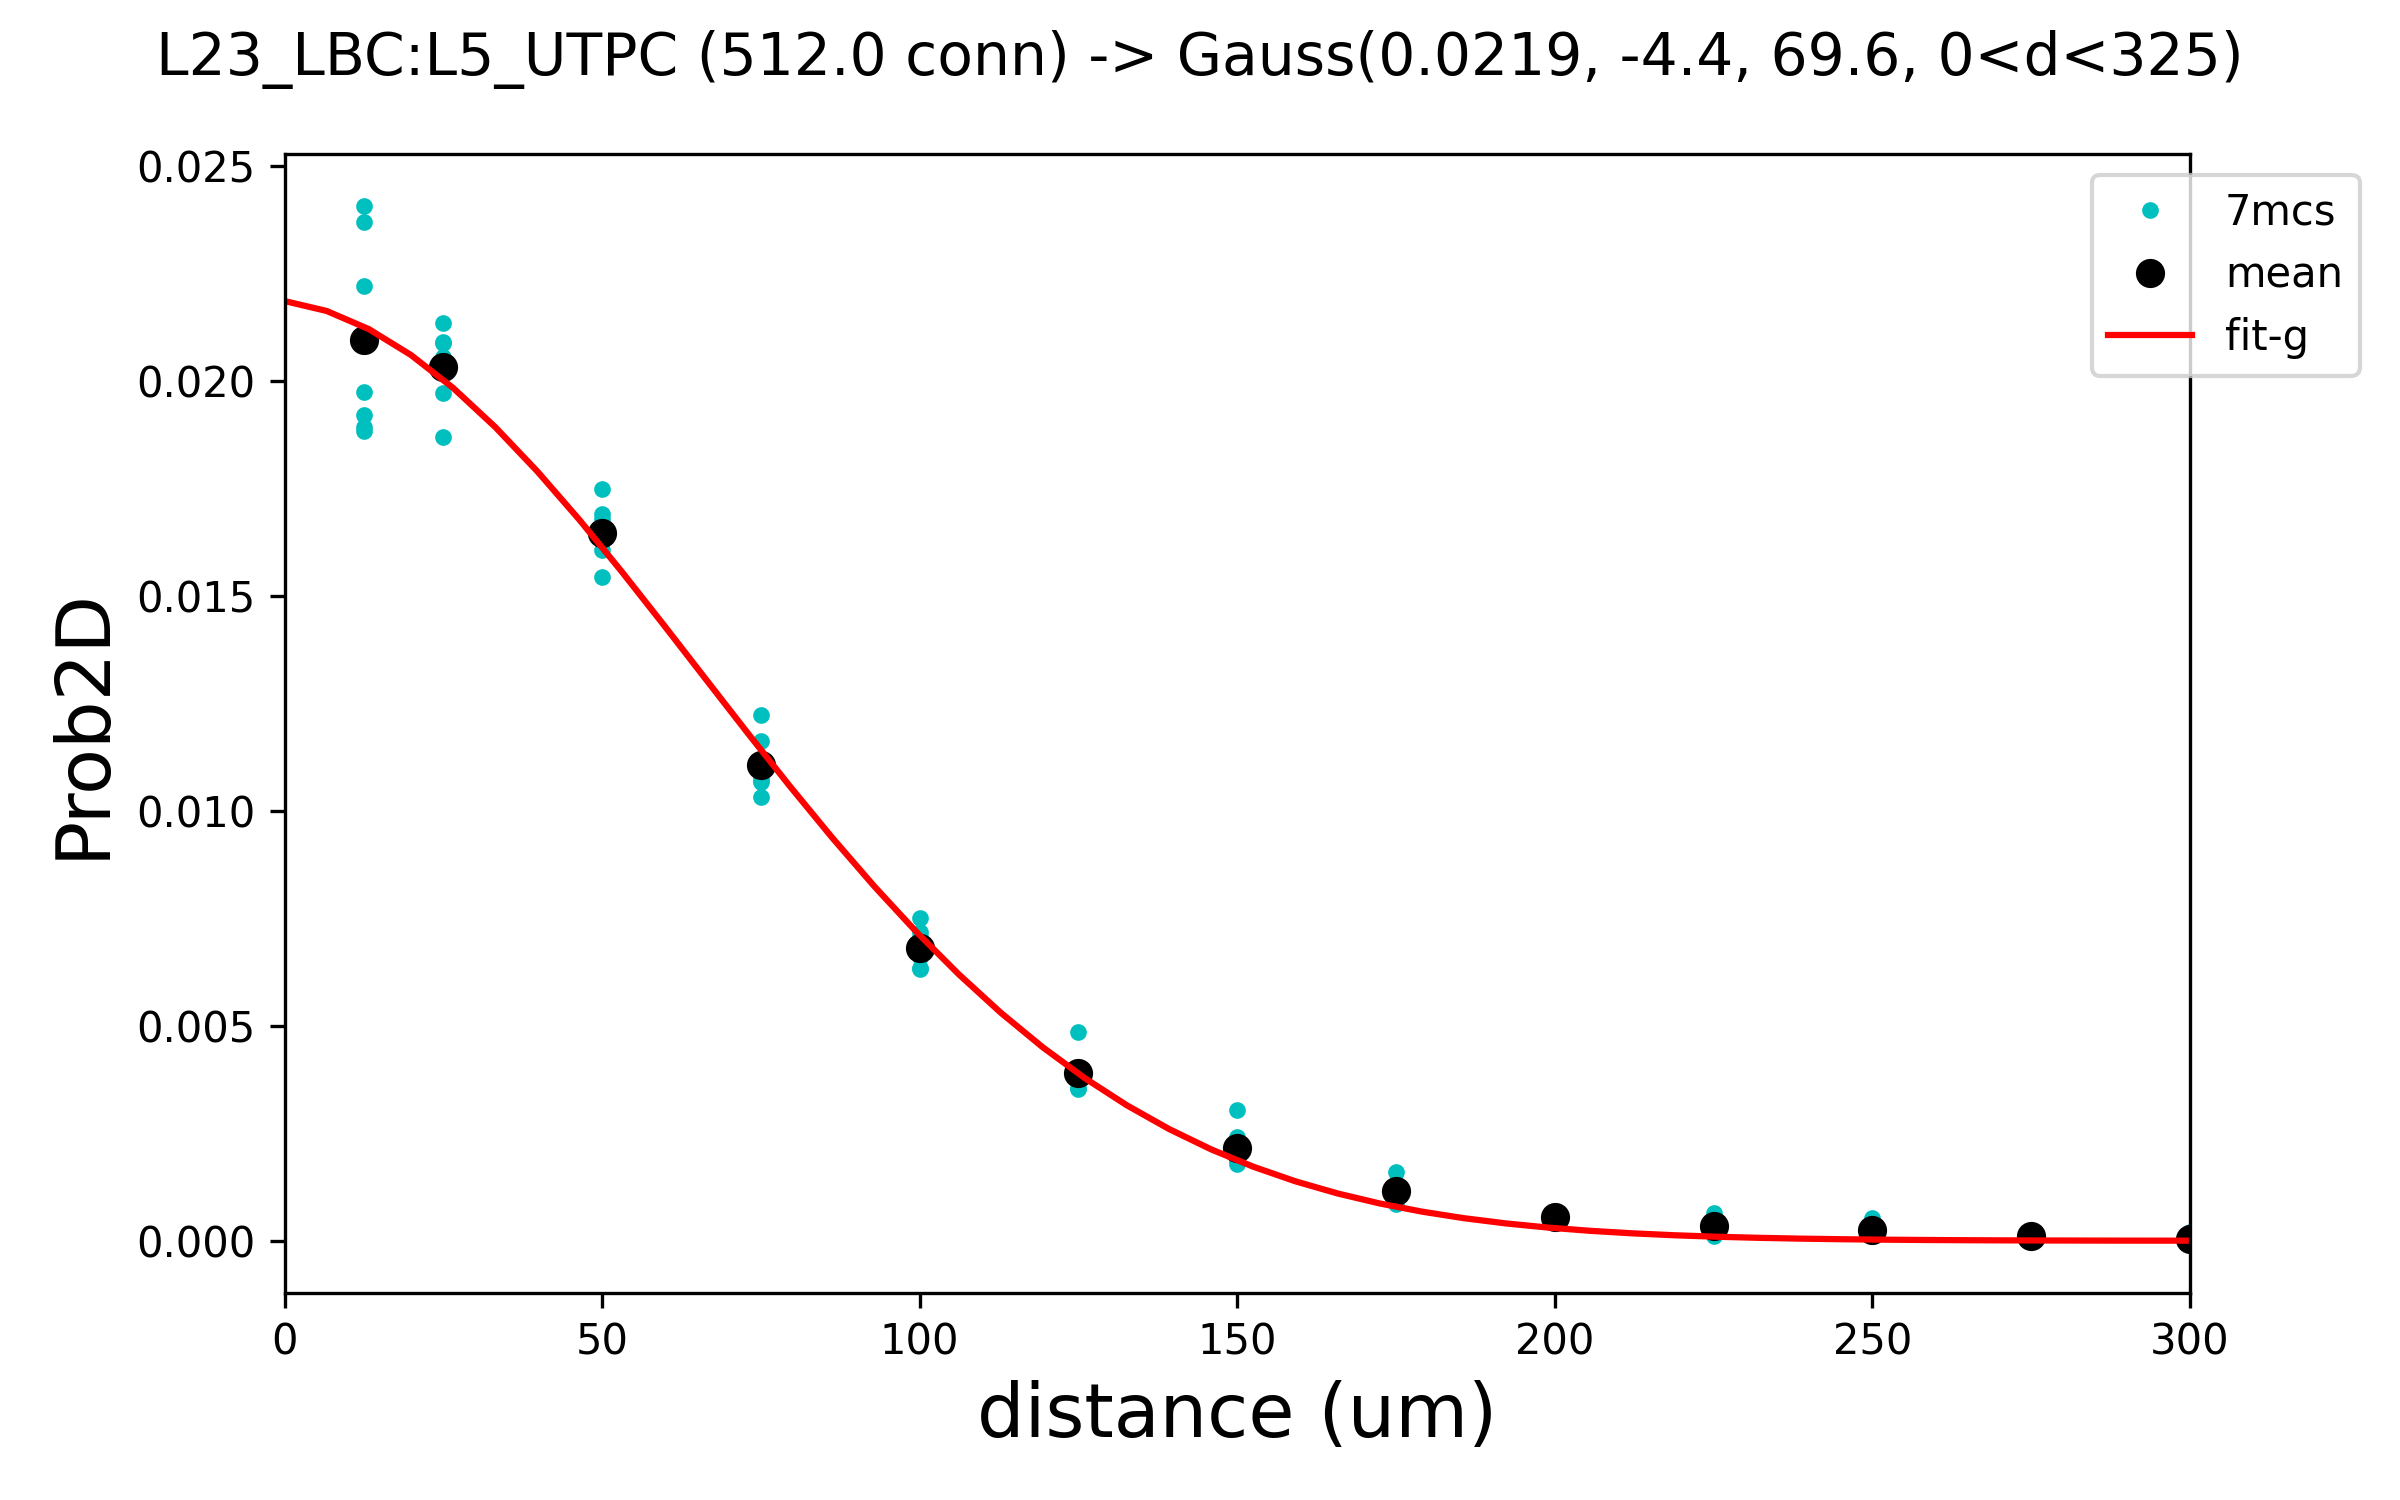 L23_LBC:L5_UTPC (512.0 conn) -> Gauss(0.0219, -4.4, 69.6, 0<d<325)
0.025
0.020
0.015
0.010
0.005
0.000
Prob2D
7mcs
mean
fit-g
0 50 100 150 200 250 300
distance (um)